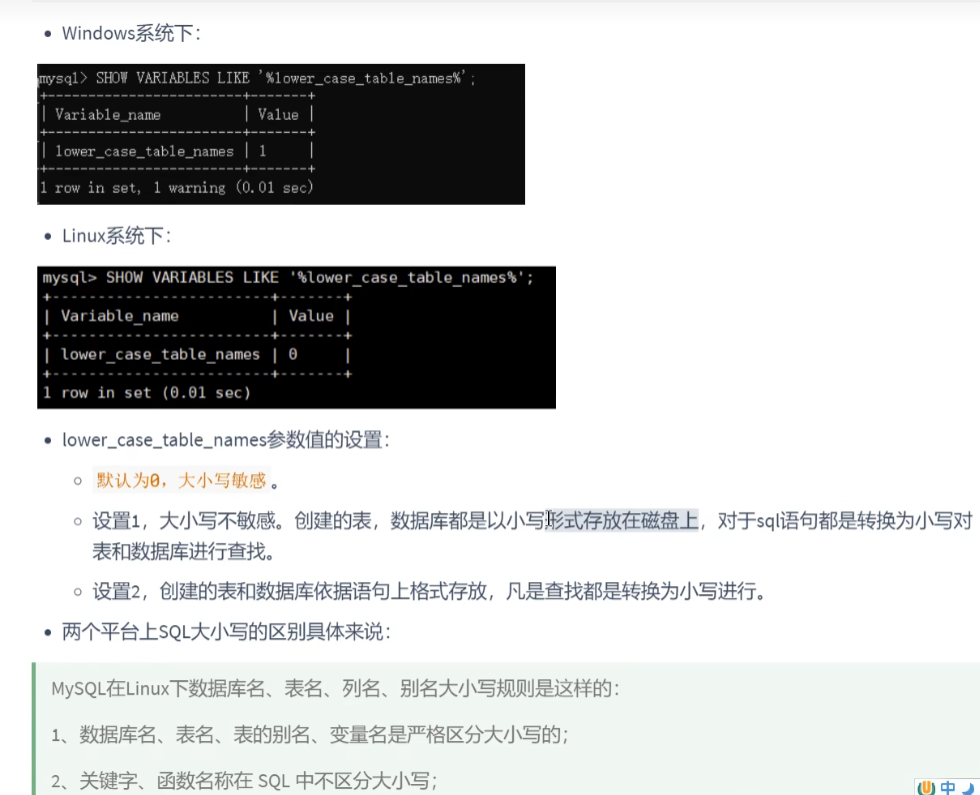 • Windows系统下：
mysql> SHOW VARIABLES LIKE '%lower_case_table_names%';
+------------------------+-------+
| Variable_name | Value |
+------------------------+-------+
| lower_case_table_names | 1 |
+------------------------+-------+
1 row in set, 1 warning (0.01 sec)
• Linux系统下：
mysql> SHOW VARIABLES LIKE '%lower_case_table_names%';
+------------------------+-------+
| Variable_name | Value |
+------------------------+-------+
| lower_case_table_names | 0 |
+------------------------+-------+
1 row in set (0.01 sec)
• lower_case_table_names参数值的设置：
◦ 默认为0，大小写敏感。
◦ 设置1，大小写不敏感。创建的表，数据库都是以小写形式存放在磁盘上，对于sql语句都是转换为小写对
表和数据库进行查找。
◦ 设置2，创建的表和数据库依据语句上格式存放，凡是查找都是转换为小写进行。
• 两个平台上SQL大小写的区别具体来说：
MySQL在Linux下数据库名、表名、列名、别名大小写规则是这样的：
1、数据库名、表名、表的别名、变量名是严格区分大小写的；
2、关键字、函数名称在 SQL 中不区分大小写；
中